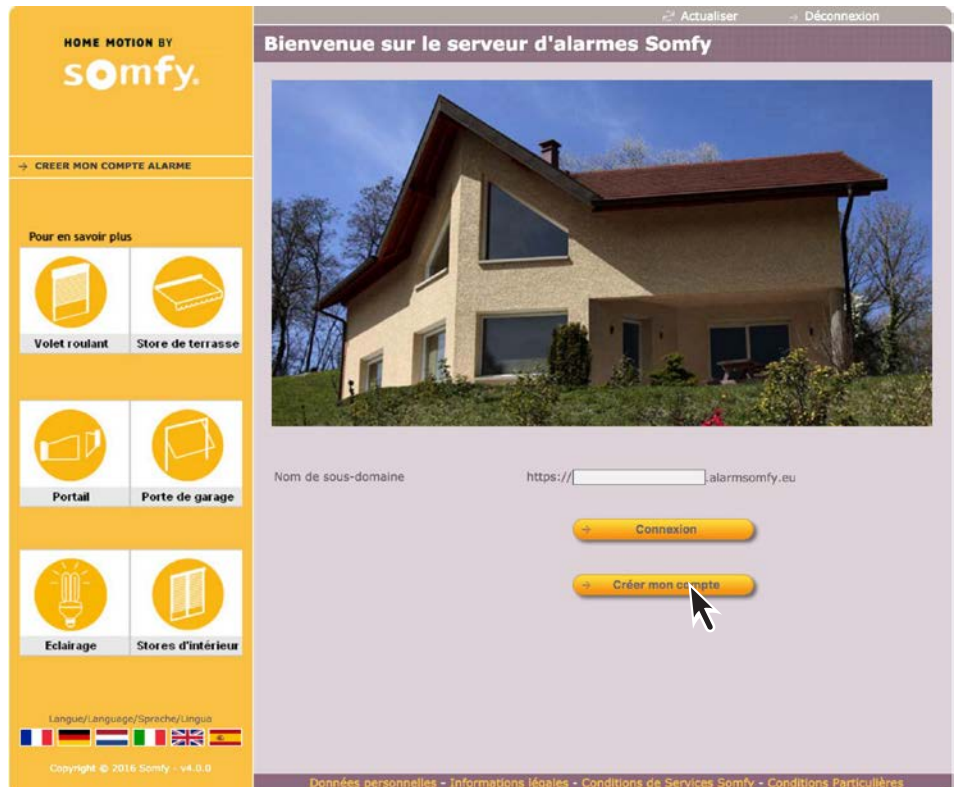 Actualiser
Déconnexion
HOME MOTION BY
somfy.
Bienvenue sur le serveur d'alarmes Somfy
CREER MON COMPTE ALARME
Pour en savoir plus
Volet roulant
Store de terrasse
Portail
Porte de garage
Eclairage
Stores d'intérieur
Nom de sous-domaine
https://
.alarmsomfy.eu
Connexion
Créer mon compte
Langue/Language/Sprache/Lingua
Copyright © 2016 Somfy - v4.0.0
Données personnelles - Informations légales - Conditions de Services Somfy - Conditions Particulières